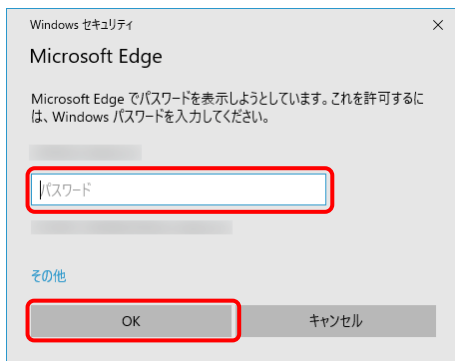 Windows セキュリティ
Microsoft Edge
Microsoft Edge でパスワードを表示しようとしています。これを許可するに
は、Windows パスワードを入力してください。
パスワード
その他
OK
キャンセル